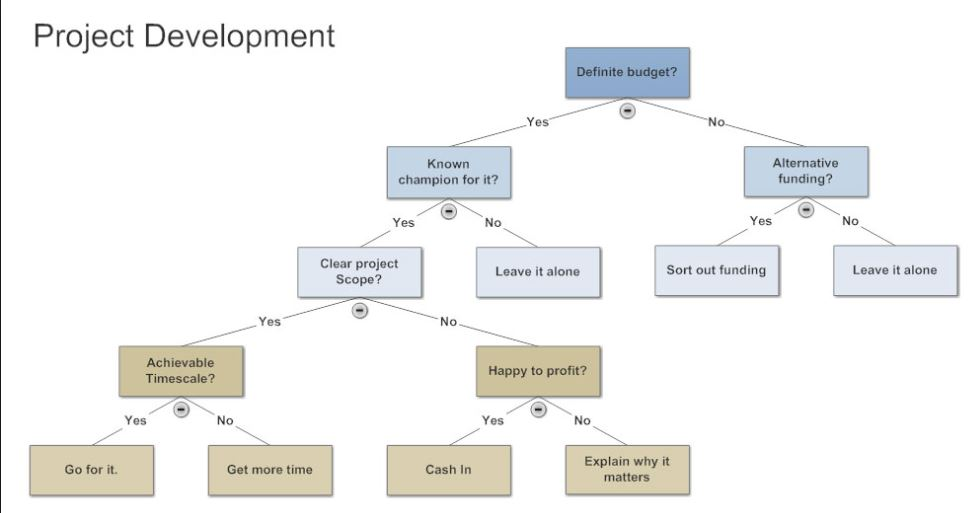 Project Development
Definite budget?
Yes
No
Known
champion for it?
Alternative
funding?
Yes
No
Yes
No
Clear project
Scope?
Leave it alone
Sort out funding
Leave it alone
Yes
No
Achievable
Timescale?
Happy to profit?
Yes
No
Yes
No
Go for it.
Get more time
Cash In
Explain why it
matters